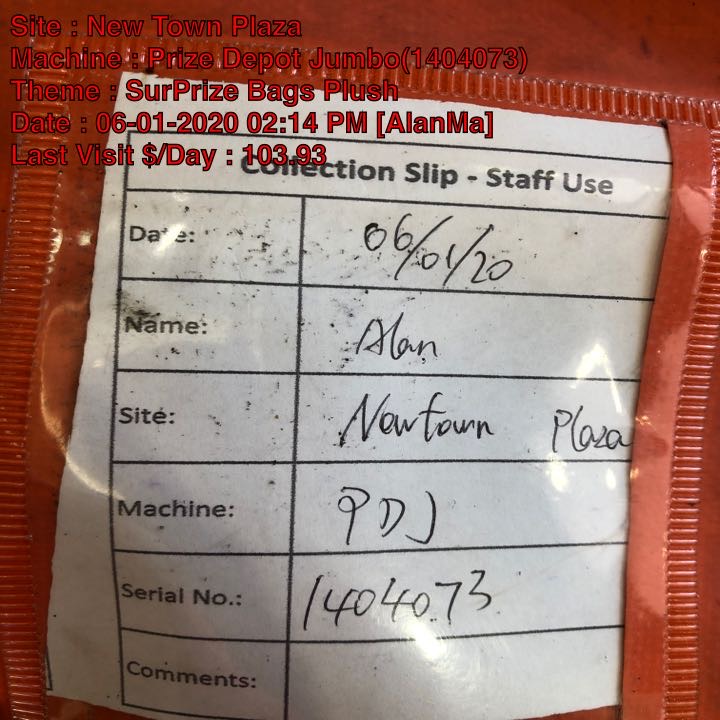 Site : New Town Plaza
Machine : Prize Depot Jumbo(1404073)
Theme : SurPrize Bags Plush
Date : 06-01-2020 02:14 PM [AlanMa]
Last Visit $/Day : 103.93
Collection Slip - Staff Use
Date: 06/01/20
Name: Alan
Site: Newtown Plaza
Machine: PDJ
Serial No.: 1404073
Comments: